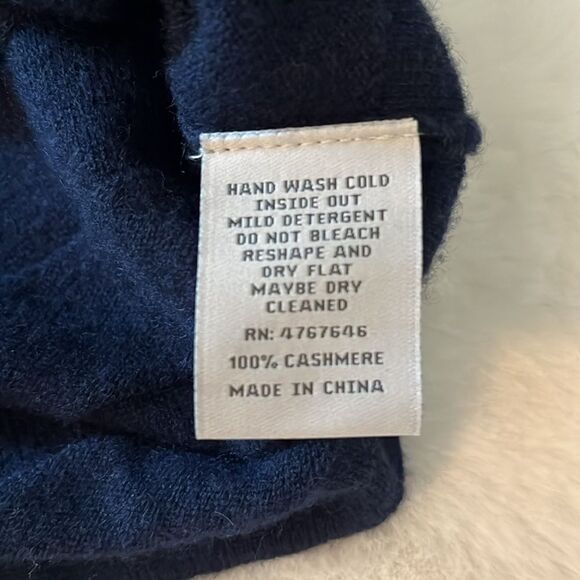 HAND WASH COLD
INSIDE OUT
MILD DETERGENT
DO NOT BLEACH
RESHAPE AND
DRY FLAT
MAYBE DRY
CLEANED
RN: 4767646
100% CASHMERE
MADE IN CHINA